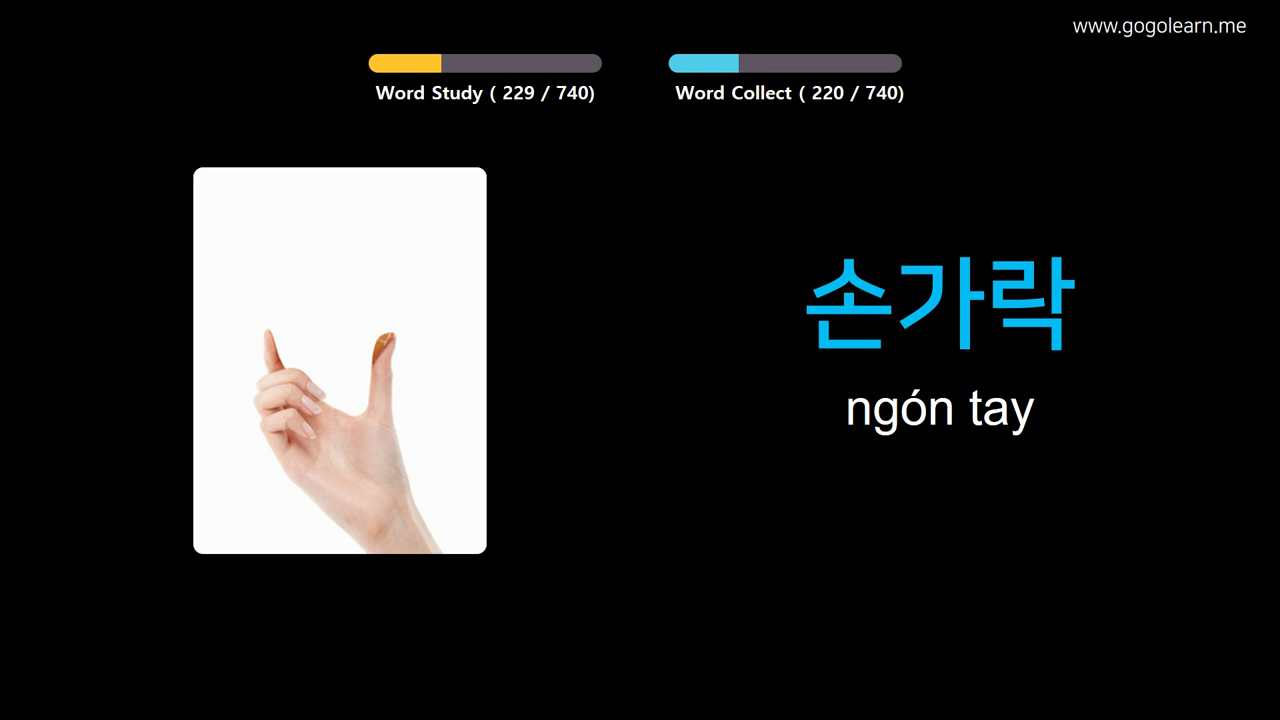 www.gogolearn.me
Word Study ( 229 / 740)
Word Collect ( 220 / 740)
손가락
ngón tay